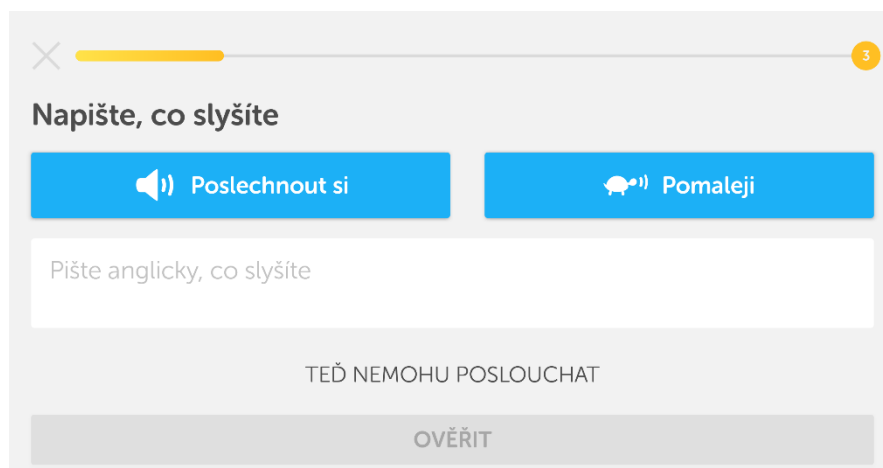 3
Napište, co slyšíte
Poslechnout si
Pomaleji
Pište anglicky, co slyšíte
TEĎ NEMOHU POSLOUCHAT
OVĚŘIT